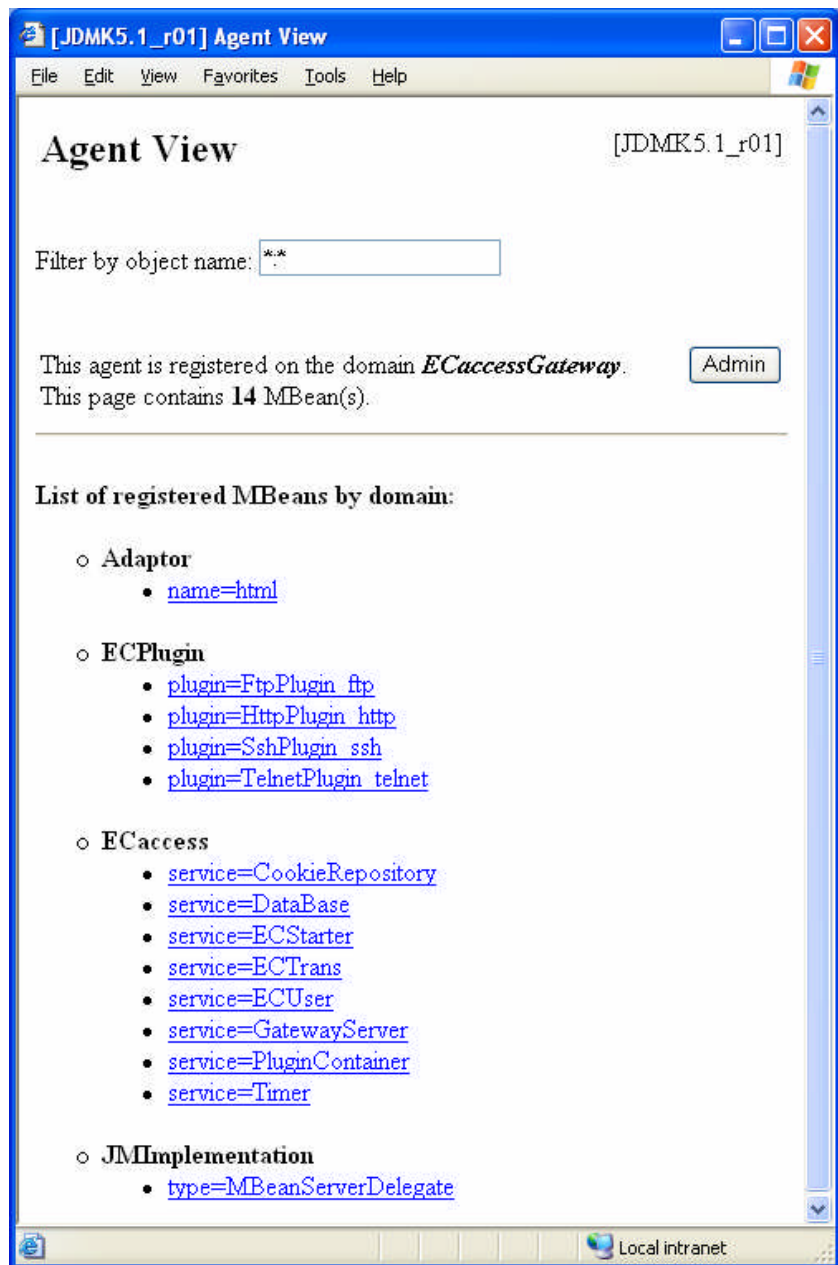 [JDMK5.1_r01] Agent View
File Edit View Favorites Tools Help
Agent View
[JDMK5.1_r01]
Filter by object name: *:*
This agent is registered on the domain ECaccessGateway.
Admin
This page contains 14 MBean(s).
List of registered MBeans by domain:
Adaptor
name=html
ECPlugin
plugin=FtpPlugin_ftp
plugin=HttpPlugin_http
plugin=SshPlugin_ssh
plugin=TelnetPlugin_telnet
ECaccess
service=CookieRepository
service=DataBase
service=ECStarter
service=ECTrans
service=ECUser
service=GatewayServer
service=PluginContainer
service=Timer
JMImplementation
type=MBeanServerDelegate
Local intranet